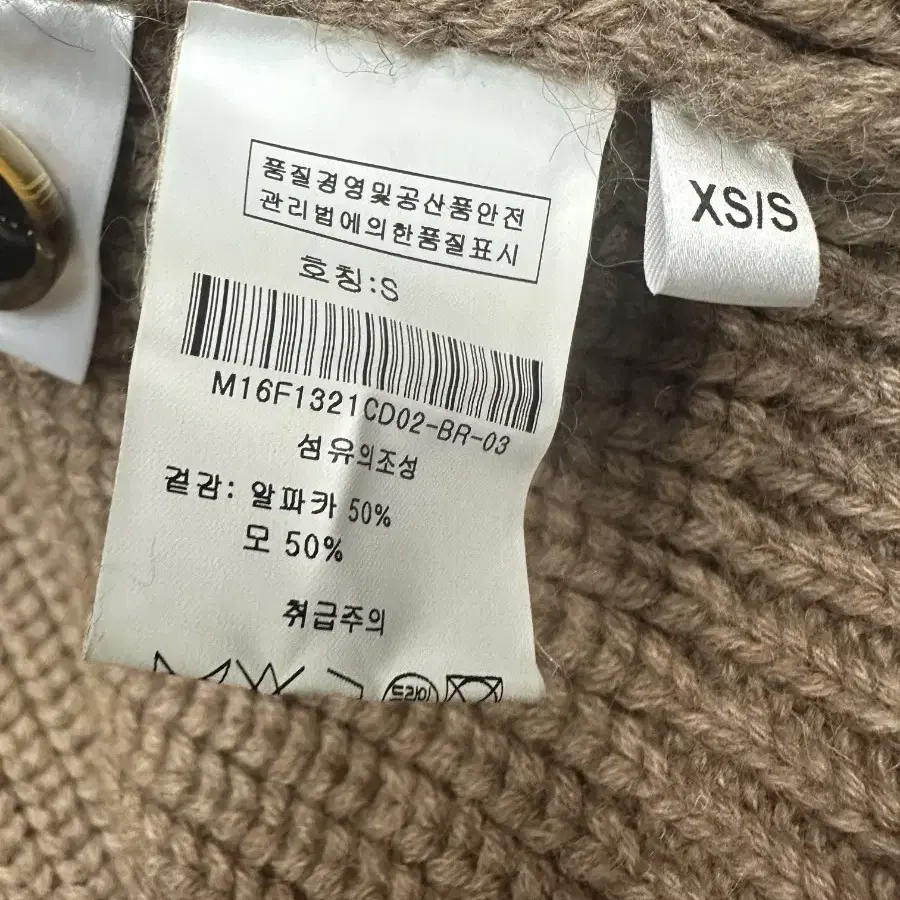 품질경영및공산품안전
관리법에의한품질표시
호칭:S
M16F1321CD02-BR-03
섬유의조성
겉감: 알파카 50%
모 50%
취급주의
드라이
XS/S